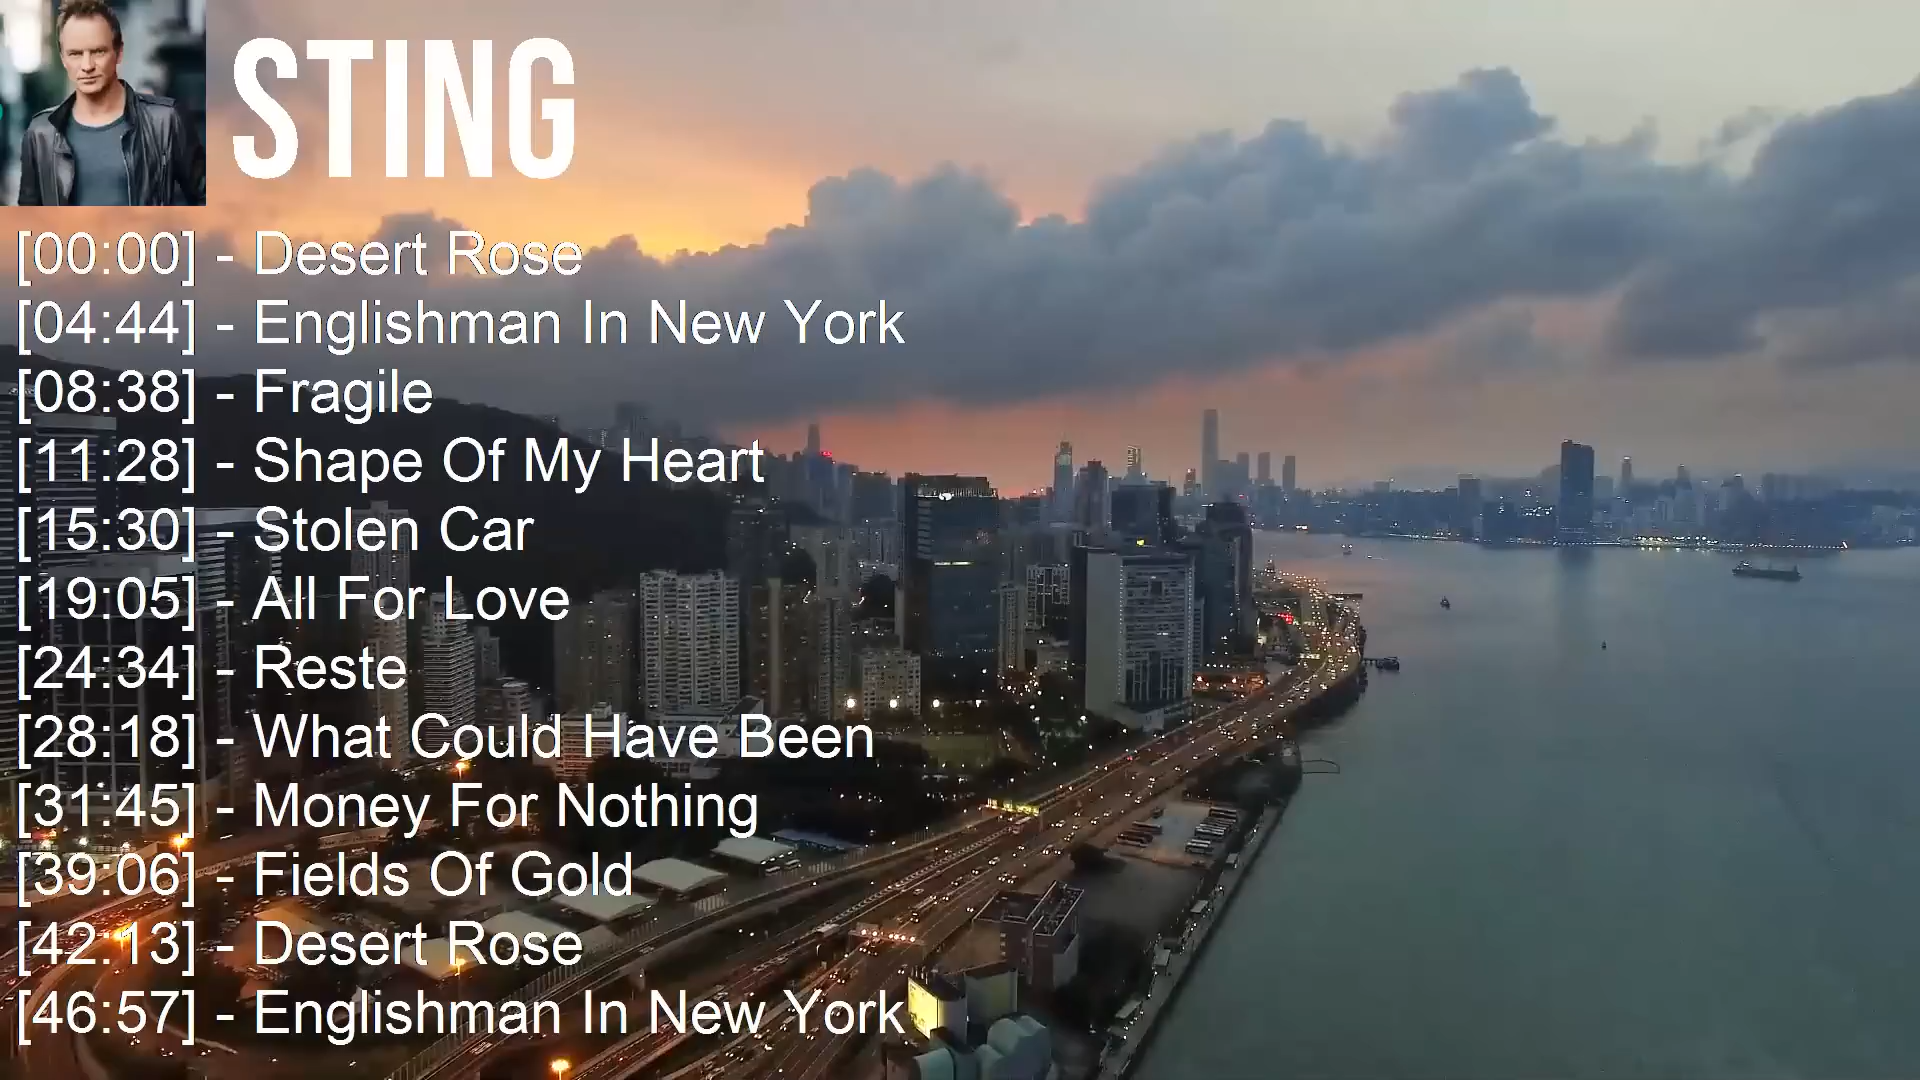 STING
[00:00] - Desert Rose
[04:44] - Englishman In New York
[08:38] - Fragile
[11:28] - Shape Of My Heart
[15:30] - Stolen Car
[19:05] - All For Love
[24:34] - Reste
[28:18] - What Could Have Been
[31:45] - Money For Nothing
[39:06] - Fields Of Gold
[42:13] - Desert Rose
[46:57] - Englishman In New York